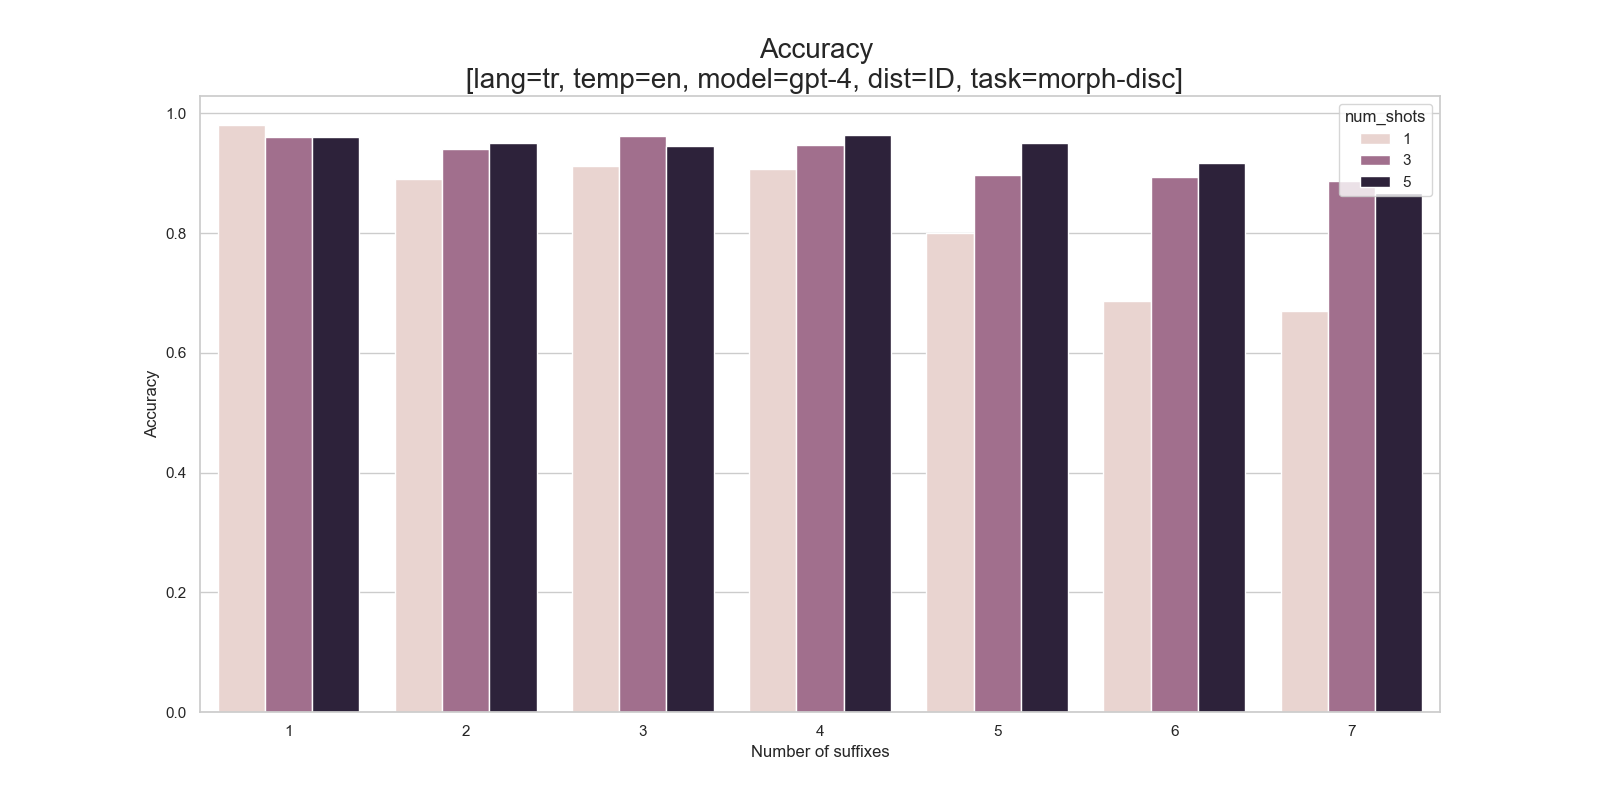 Accuracy
[lang=tr, temp=en, model=gpt-4, dist=ID, task=morph-disc]
num_shots
1
3
5
1.0
0.8
0.6
0.4
0.2
0.0
Accuracy
1 2 3 4 5 6 7
Number of suffixes